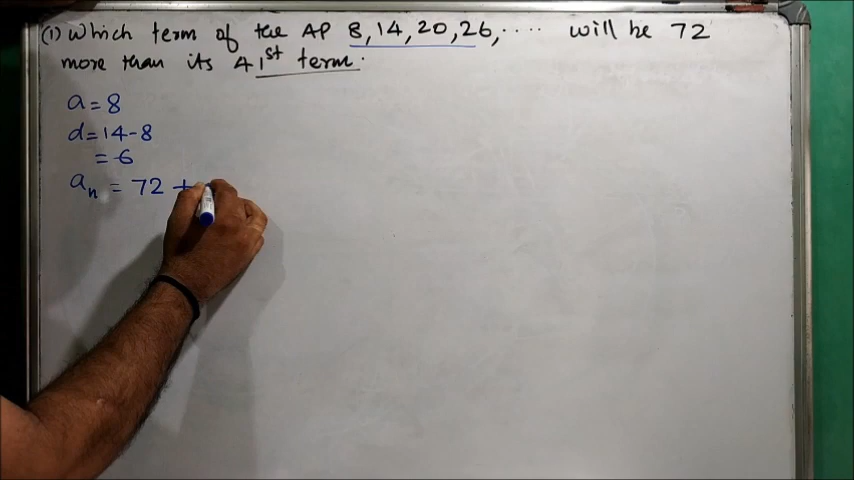 (1) Which term of the AP 8,14,20,26,.... will be 72
more than its 41st term.
a = 8
d = 14-8
= 6
an = 72 +